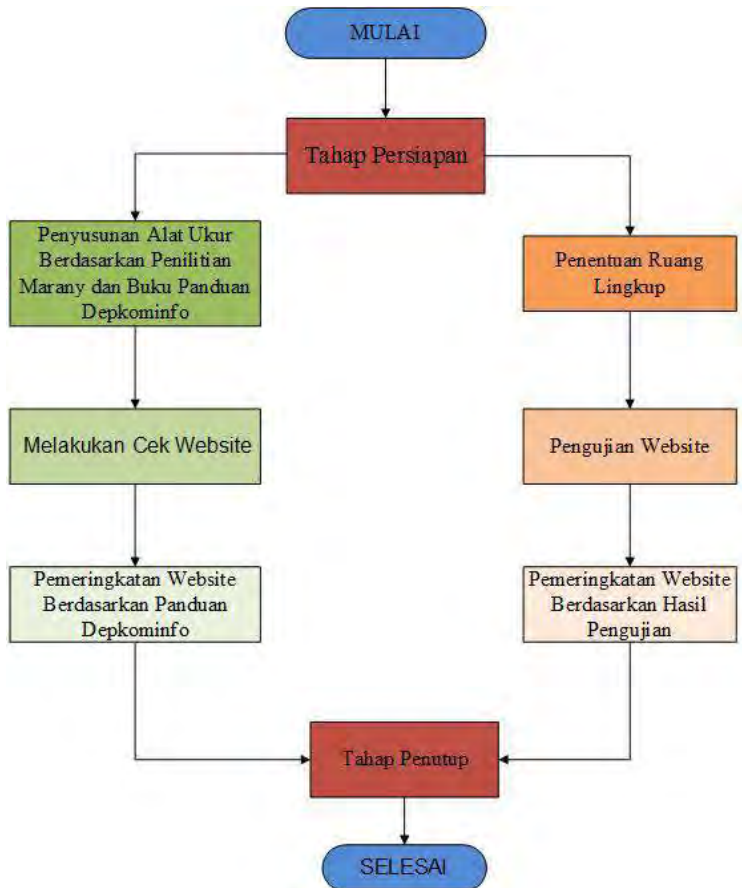 MULAI
Tahap Persiapan
Penyusunan Alat Ukur
Berdasarkan Penilitian
Marany dan Buku Panduan
Depkominfo
Penentuan Ruang
Lingkup
Melakukan Cek Website
Pengujian Website
Pemeringkatan Website
Berdasarkan Panduan
Depkominfo
Pemeringkatan Website
Berdasarkan Hasil
Pengujian
Tahap Penutup
SELESAI